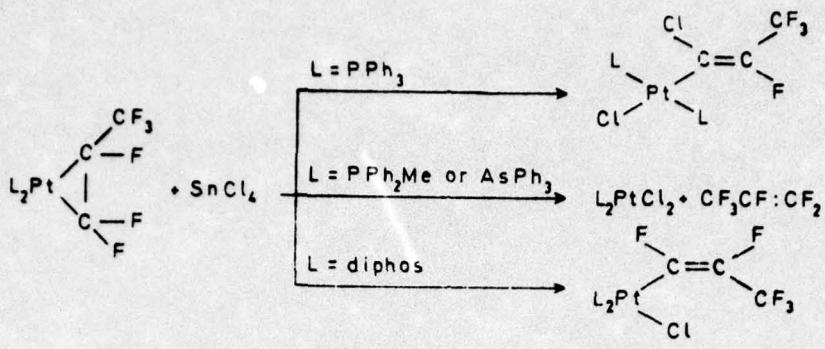 L = PPh₃
Cl CF₃
L C=C
Pt F
Cl L
CF₃
C—F
L₂Pt + SnCl₄
C—F
F
L = PPh₂Me or AsPh₃
L₂PtCl₂ + CF₃CF:CF₂
L = diphos
F F
C=C
L₂Pt CF₃
Cl